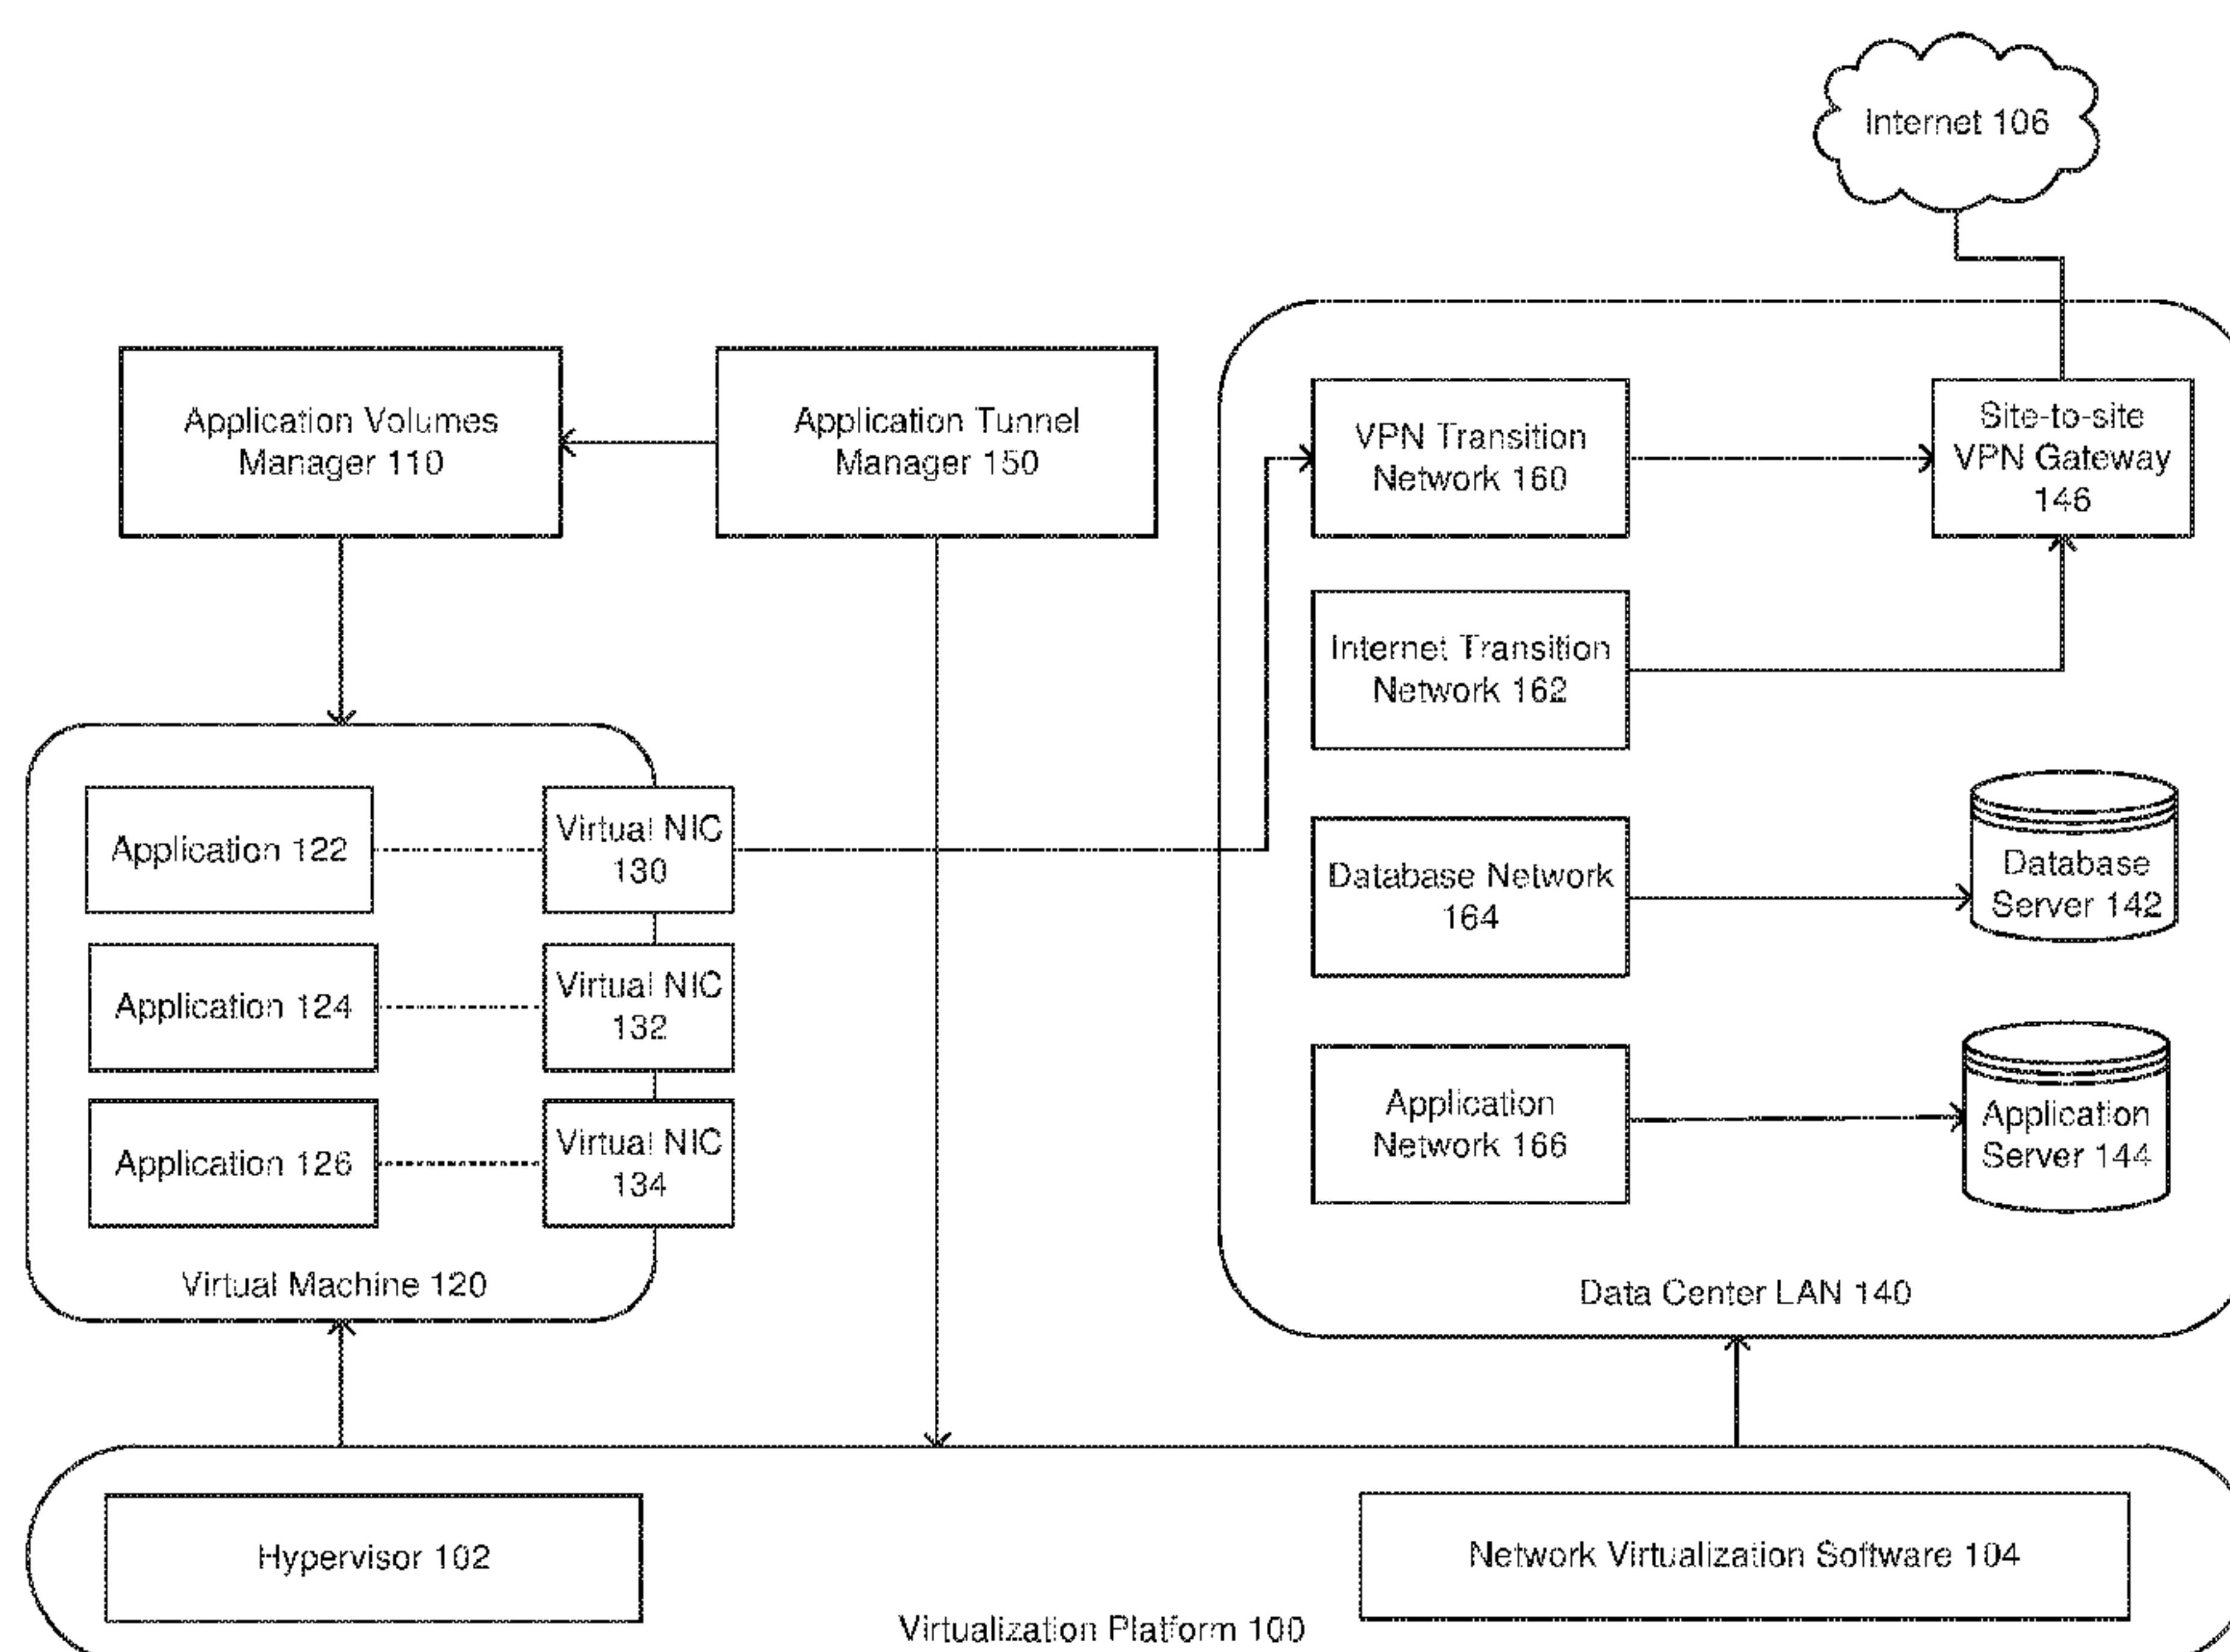 Internet 106
Application Volumes
Manager 110
Application Tunnel
Manager 150
VPN Transition
Network 160
Site-to-site
VPN Gateway
146
Internet Transition
Network 162
Application 122
Virtual NIC
130
Database Network
164
Database
Server 142
Application 124
Virtual NIC
132
Application 126
Virtual NIC
134
Application
Network 166
Application
Server 144
Virtual Machine 120
Data Center LAN 140
Hypervisor 102
Network Virtualization Software 104
Virtualization Platform 100